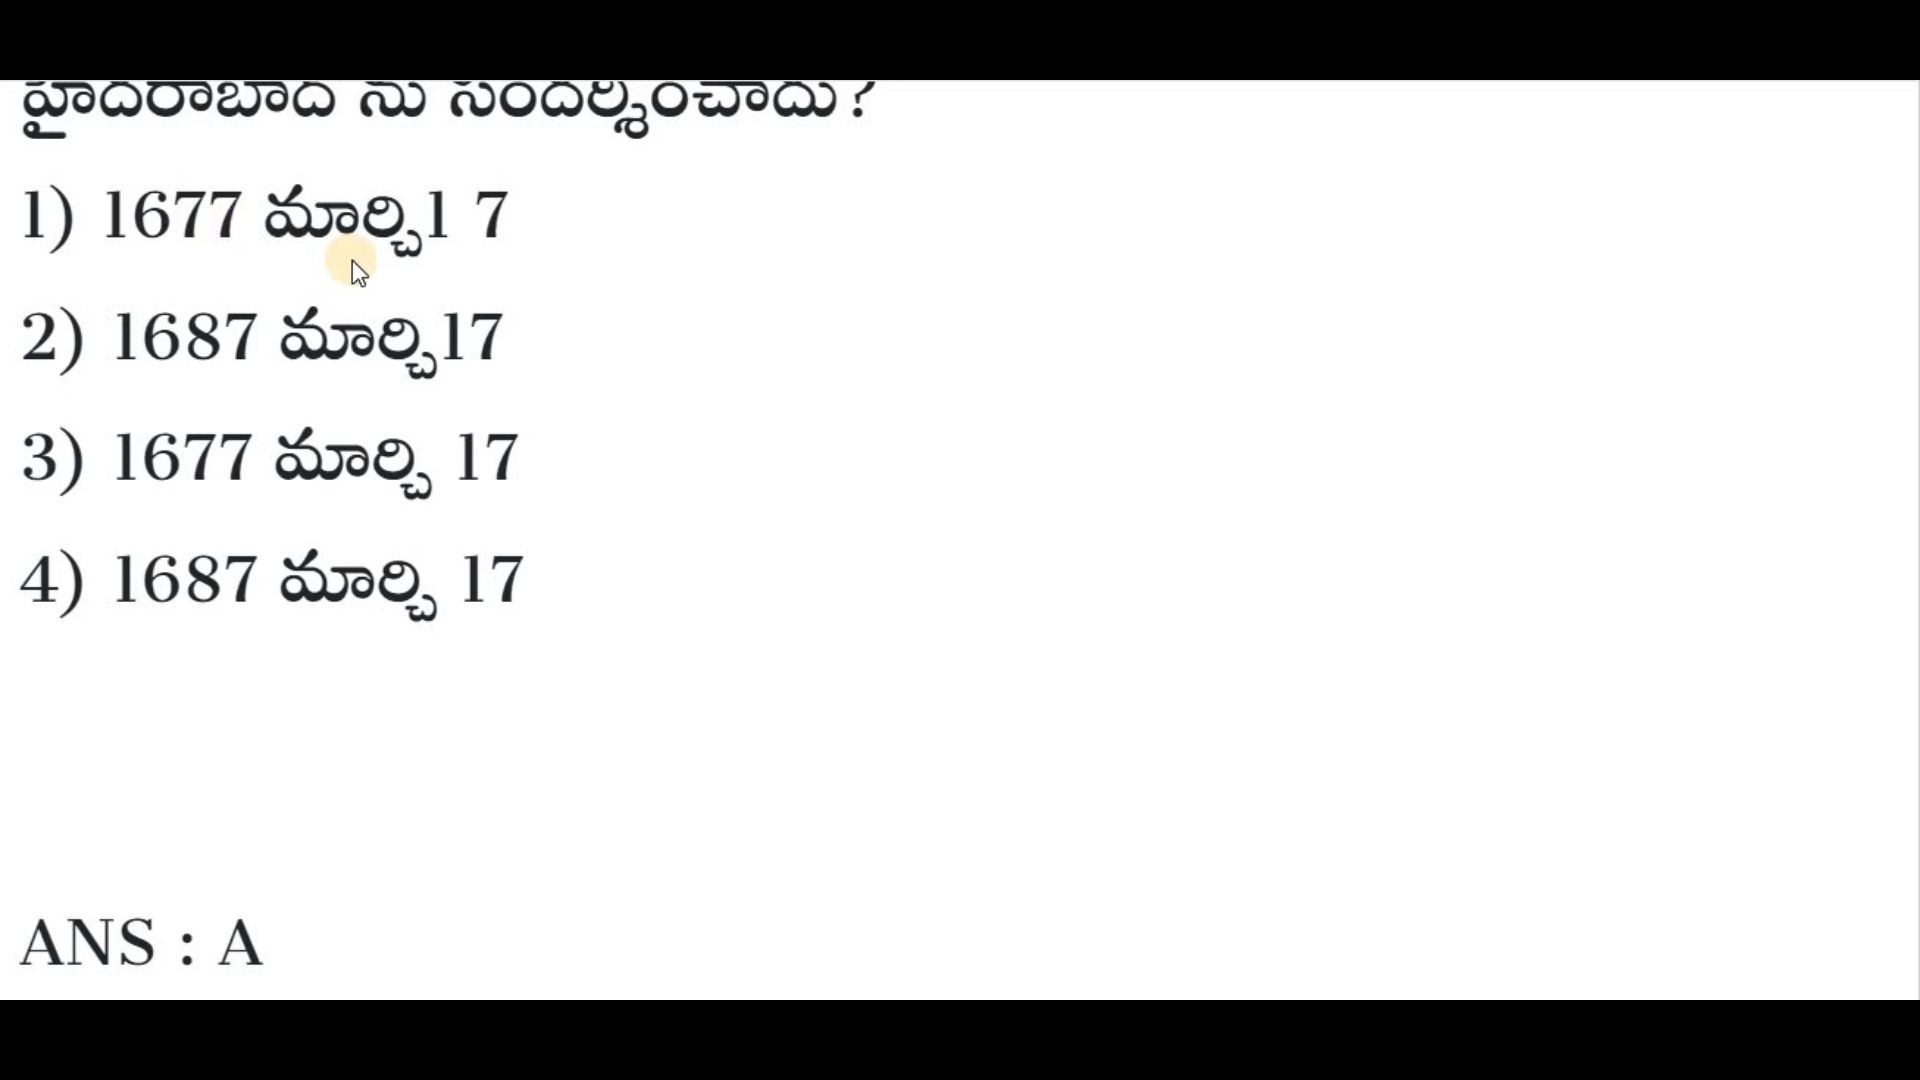 హైదరాబాద్ ను సందర్శించాడు?
1) 1677 మార్చి1 7
2) 1687 మార్చి17
3) 1677 మార్చి 17
4) 1687 మార్చి 17
ANS : A